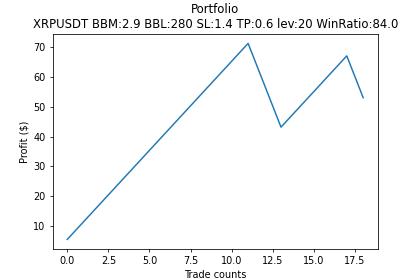 Portfolio
XRPUSDT BBM:2.9 BBL:280 SL:1.4 TP:0.6 lev:20 WinRatio:84.0
70
60
50
40
30
20
10
Profit ($)
0.0 2.5 5.0 7.5 10.0 12.5 15.0 17.5
Trade counts